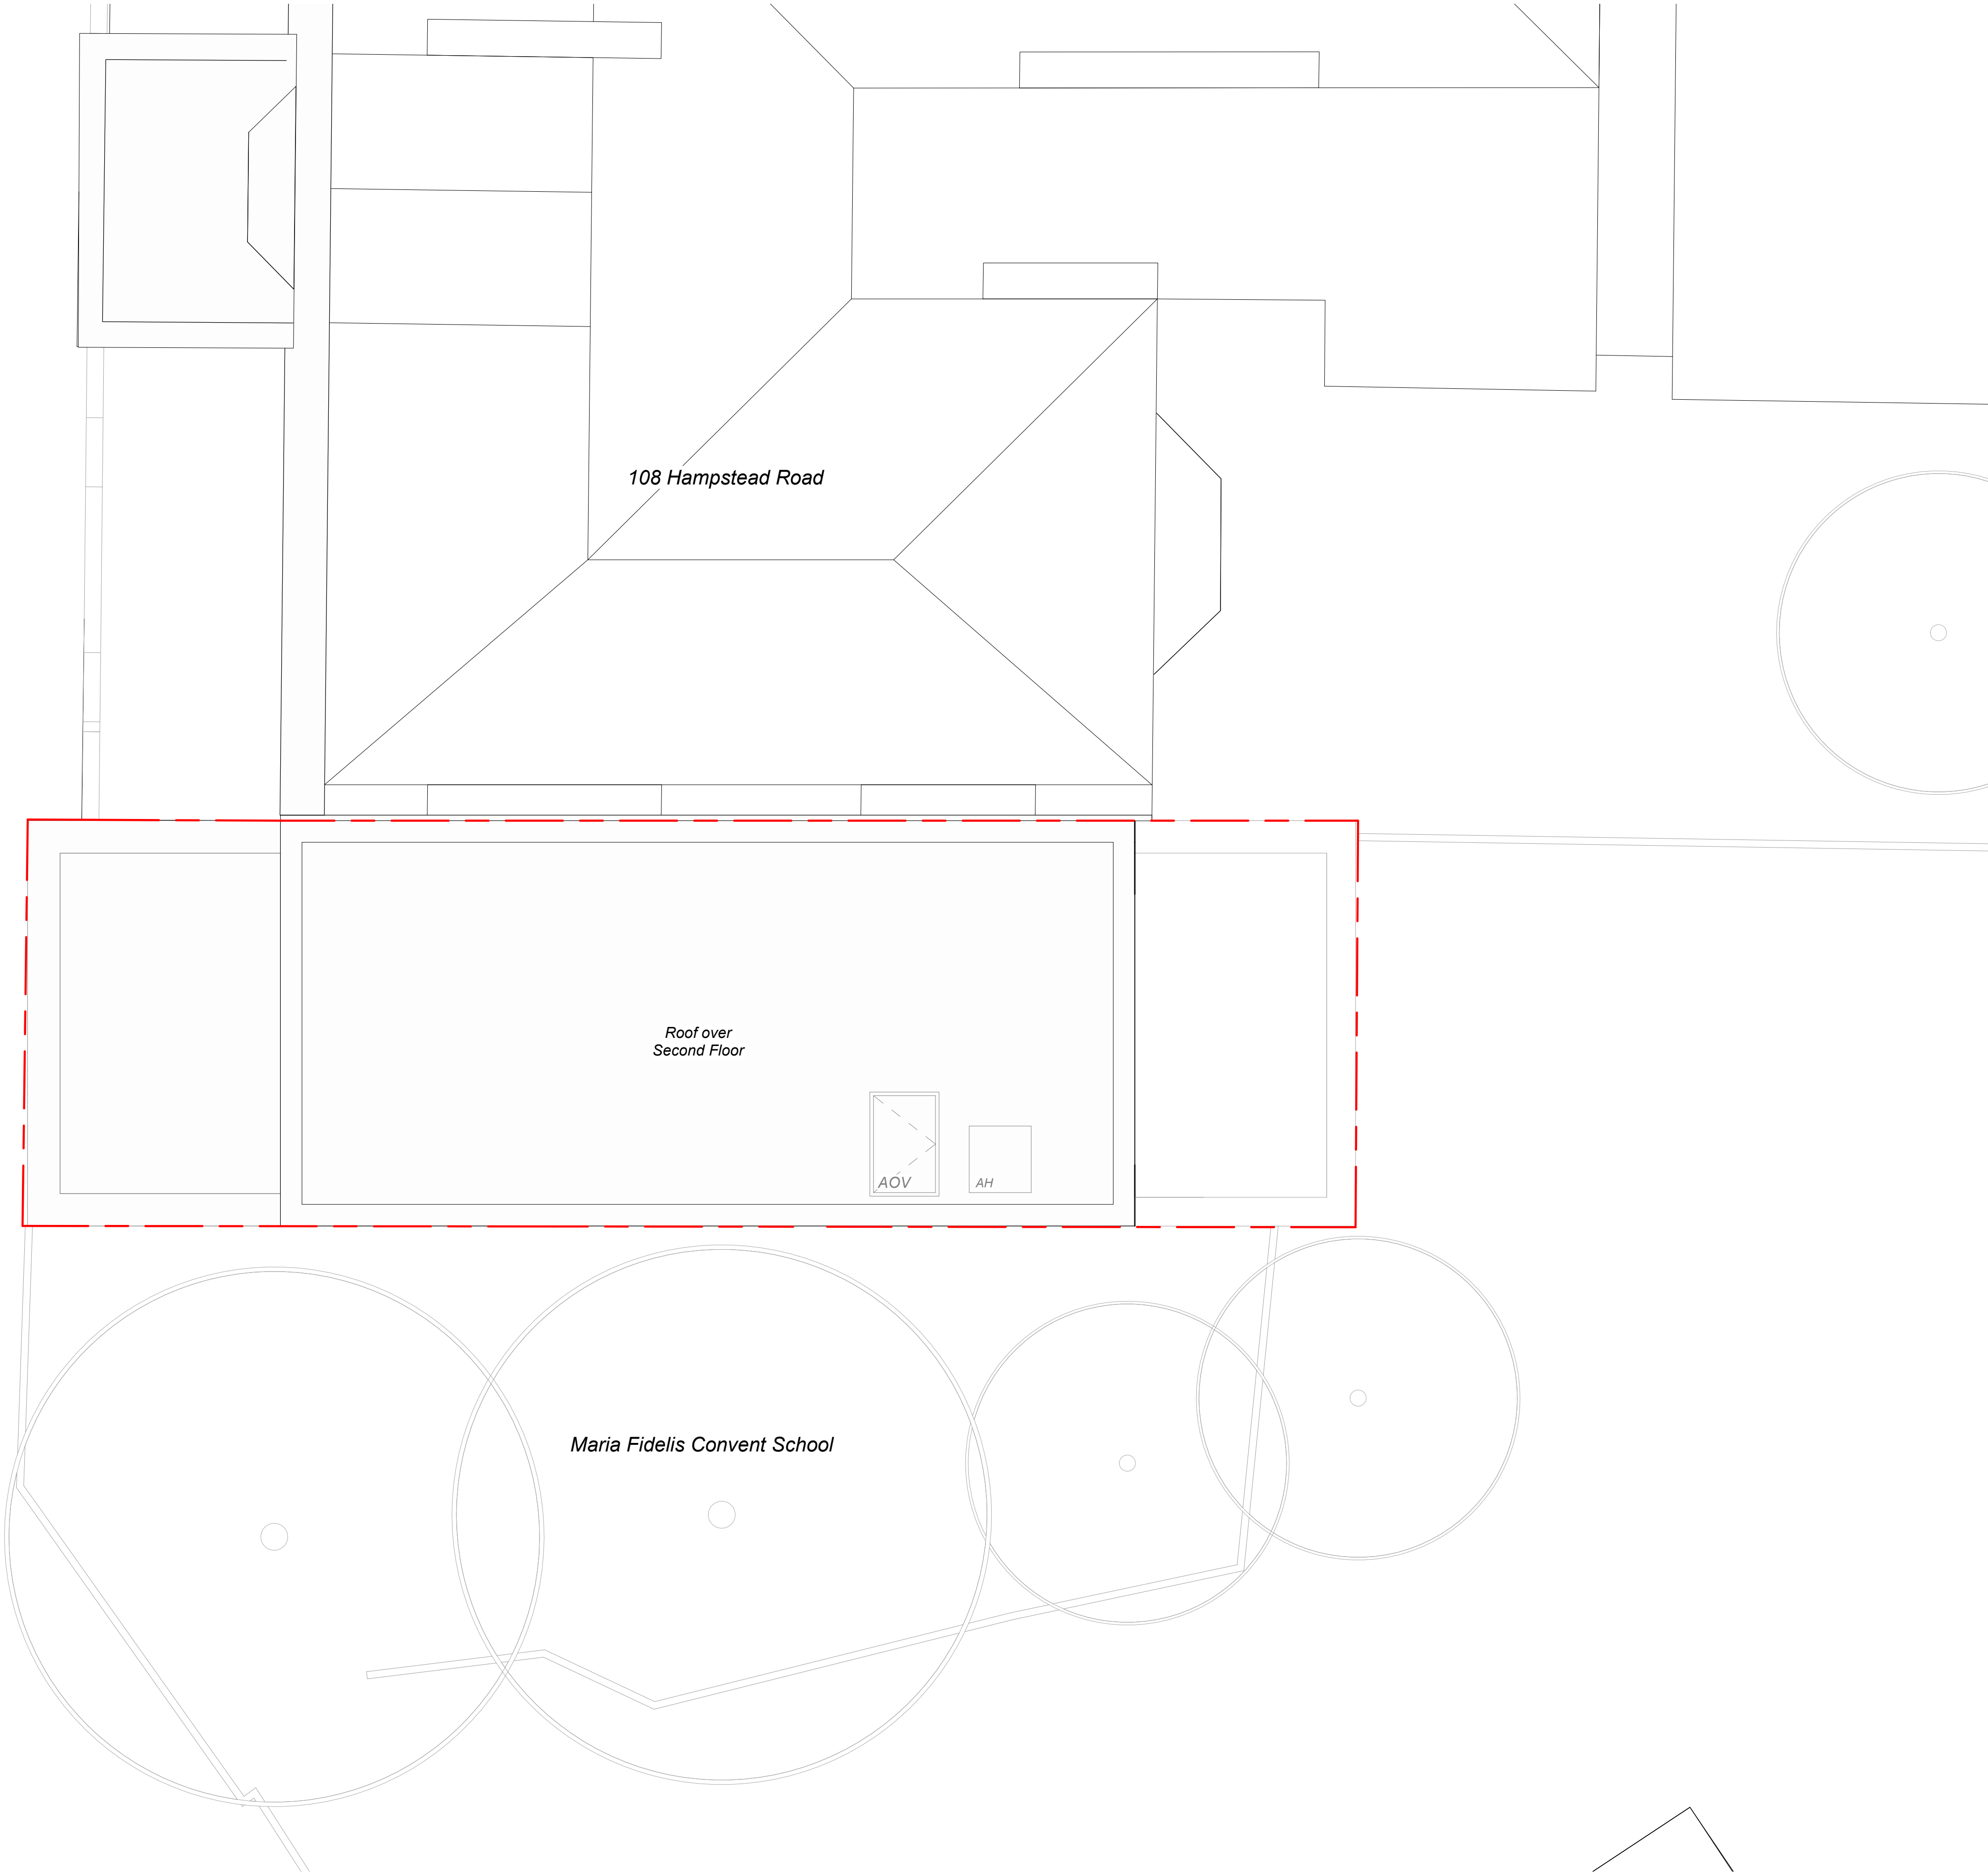 108 Hampstead Road
Roof over
Second Floor
AOV
AH
Maria Fidelis Convent School